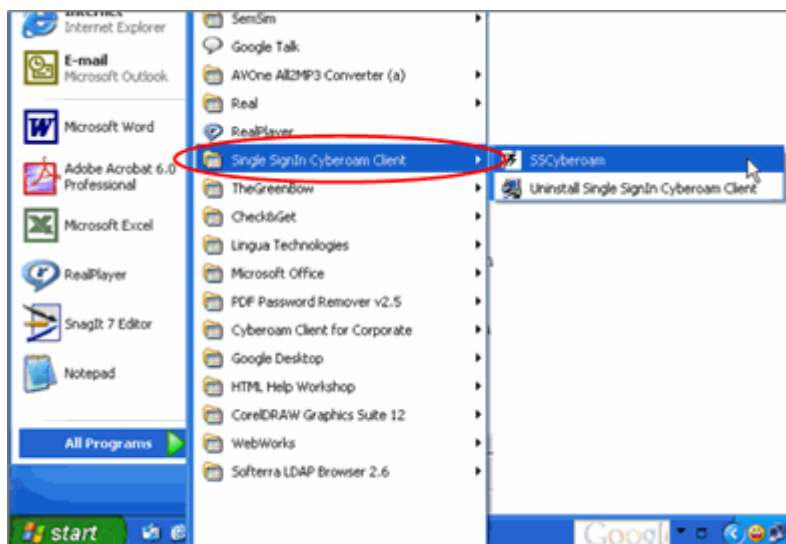 Internet
Internet Explorer
E-mail
Microsoft Outlook
Microsoft Word
Adobe Acrobat 6.0
Professional
Microsoft Excel
RealPlayer
SnagIt 7 Editor
Notepad
All Programs
start
SemSim
Google Talk
AVOne All2MP3 Converter (a)
Real
RealPlayer
Single SignIn Cyberoam Client
TheGreenBow
Check&Get
Lingua Technologies
Microsoft Office
PDF Password Remover v2.5
Cyberoam Client for Corporate
Google Desktop
HTML Help Workshop
CorelDRAW Graphics Suite 12
WebWorks
Softerra LDAP Browser 2.6
SSCyberoam
Uninstall Single SignIn Cyberoam Client
Google